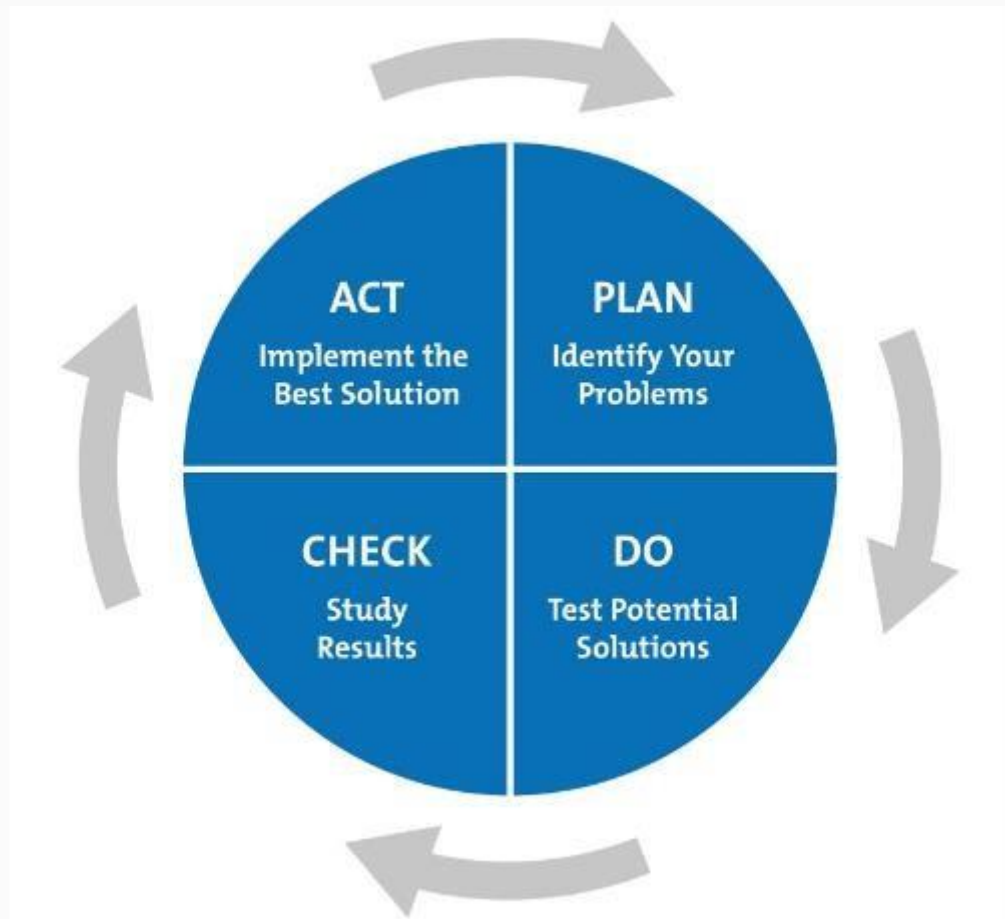 ACT
Implement the
Best Solution
PLAN
Identify Your
Problems
CHECK
Study
Results
DO
Test Potential
Solutions